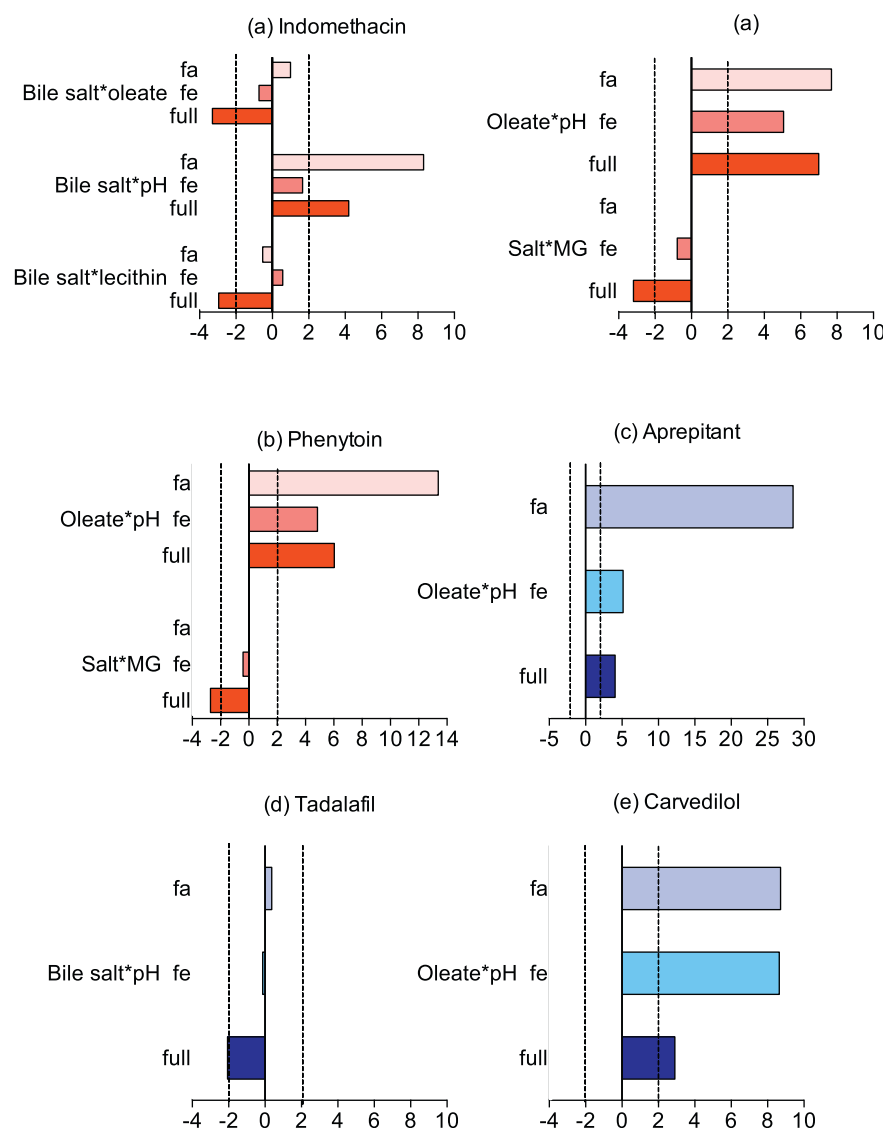 (a) Indomethacin
fa
Bile salt*oleate fe
full
fa
Bile salt*pH fe
full
fa
Bile salt*lecithin fe
full
-4 -2 0 2 4 6 8 10
(a)
fa
Oleate*pH fe
full
fa
Salt*MG fe
full
-4 -2 0 2 4 6 8 10
(b) Phenytoin
fa
Oleate*pH fe
full
fa
Salt*MG fe
full
-4 -2 0 2 4 6 8 10 12 14
(c) Aprepitant
fa
Oleate*pH fe
full
-5 0 5 10 15 20 25 30
(d) Tadalafil
fa
Bile salt*pH fe
full
-4 -2 0 2 4 6 8 10
(e) Carvedilol
fa
Oleate*pH fe
full
-4 -2 0 2 4 6 8 10